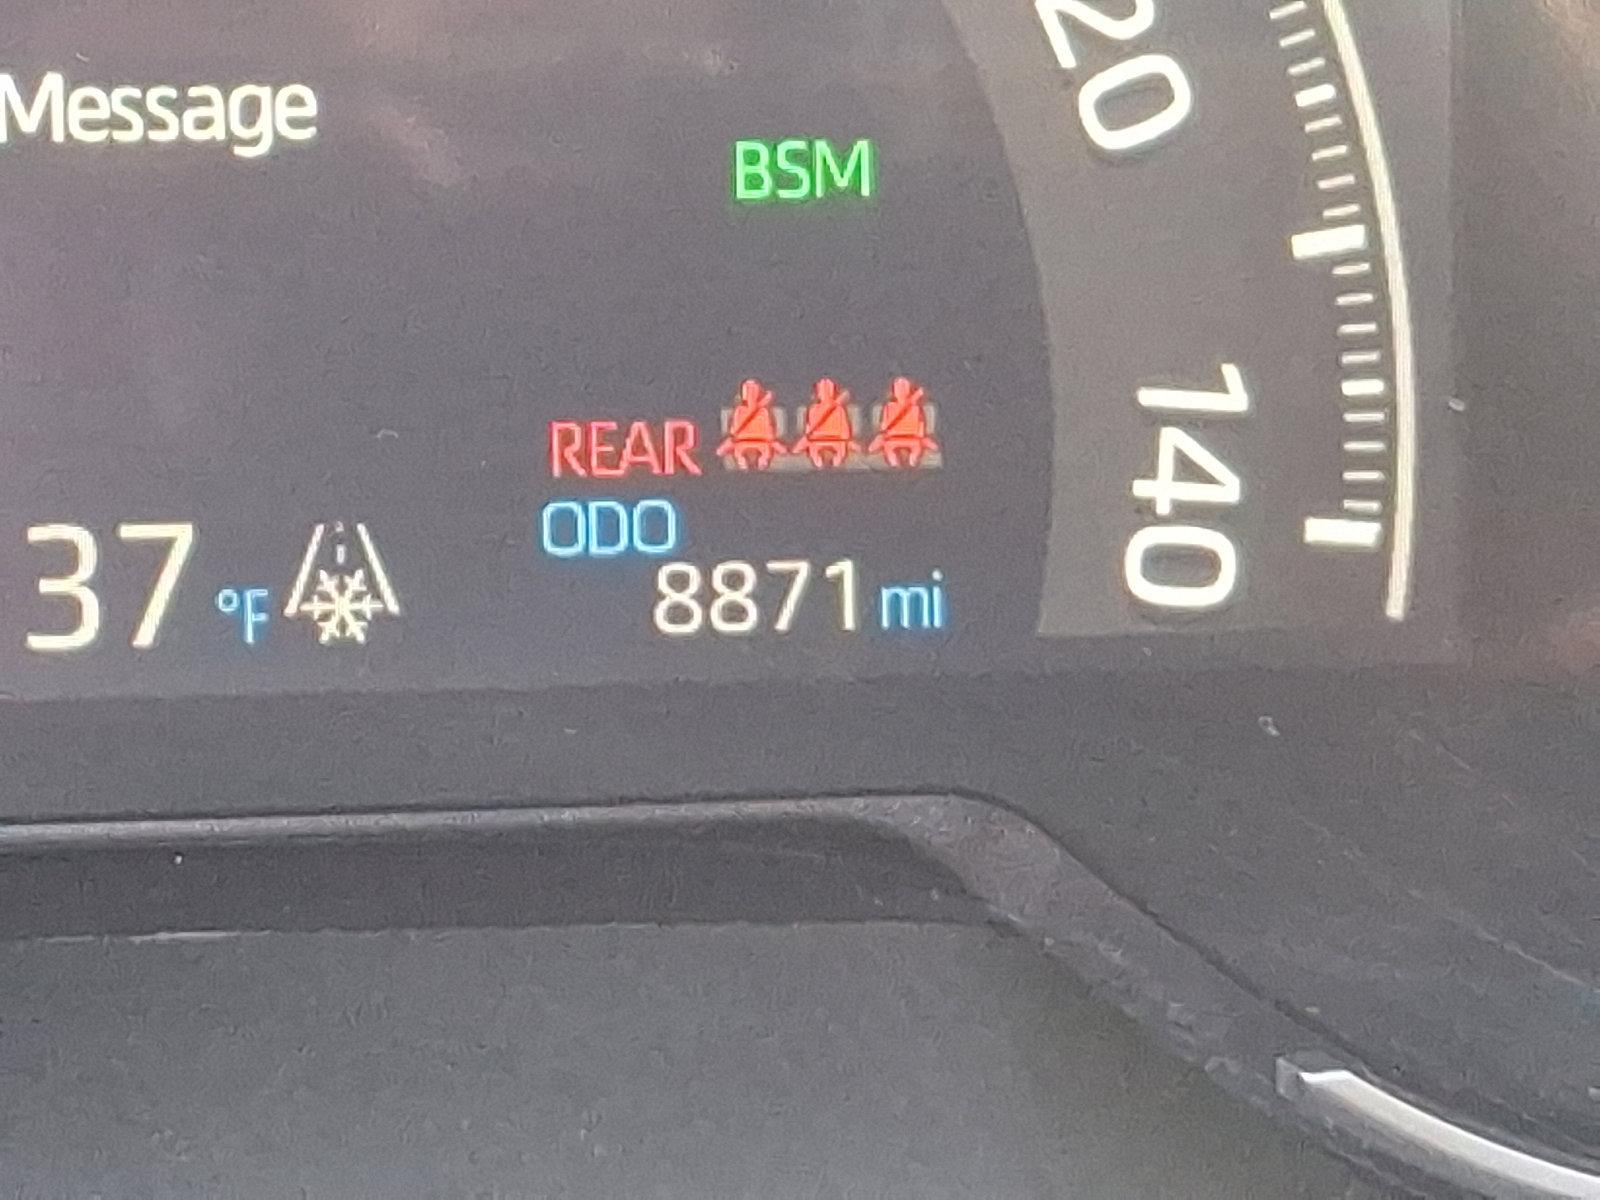 Message
20
BSM
140
REAR
ODO
37 °F
8871 mi